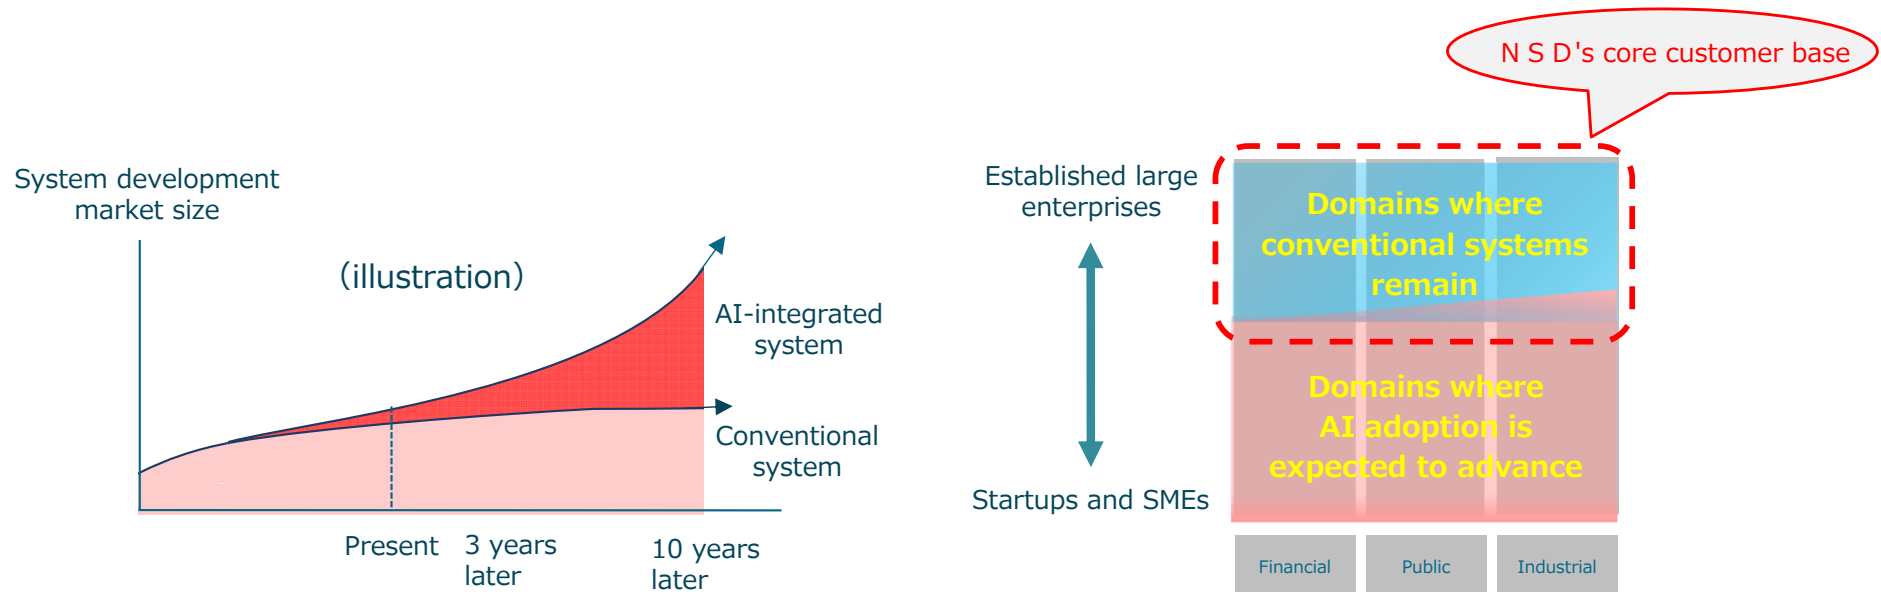 System development
market size
（illustration）
AI-integrated
system
Conventional
system
Present
3 years
later
10 years
later
N S D's core customer base
Established large
enterprises
Startups and SMEs
Domains where
conventional systems
remain
Domains where
AI adoption is
expected to advance
Financial
Public
Industrial